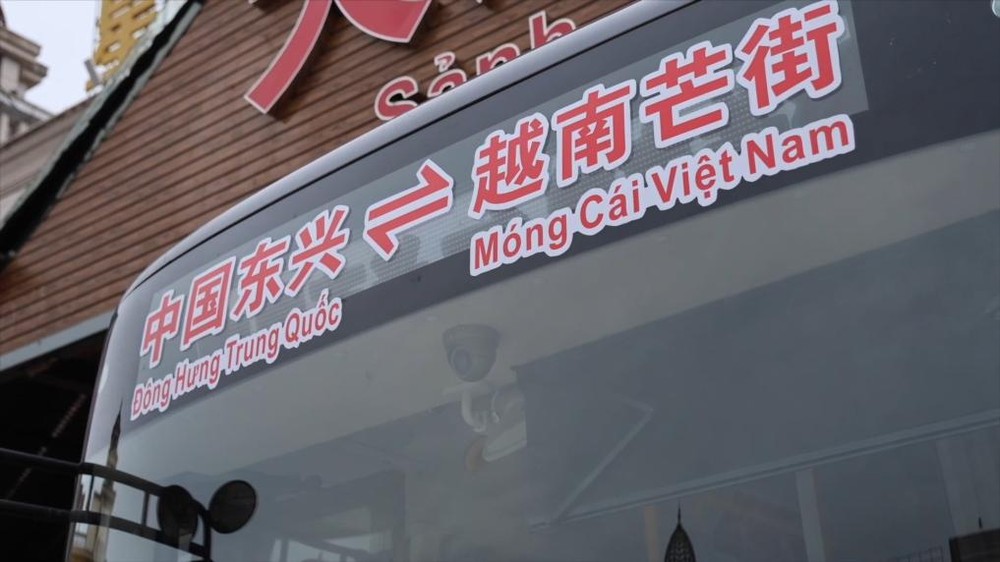 Sảnh
中国东兴 ⇌ 越南芒街
Đông Hưng Trung Quốc
Móng Cái Việt Nam